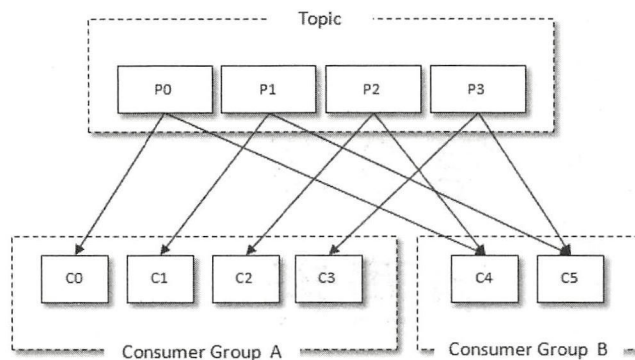 Topic
P0 P1 P2 P3
C0 C1 C2 C3 C4 C5
Consumer Group A Consumer Group B